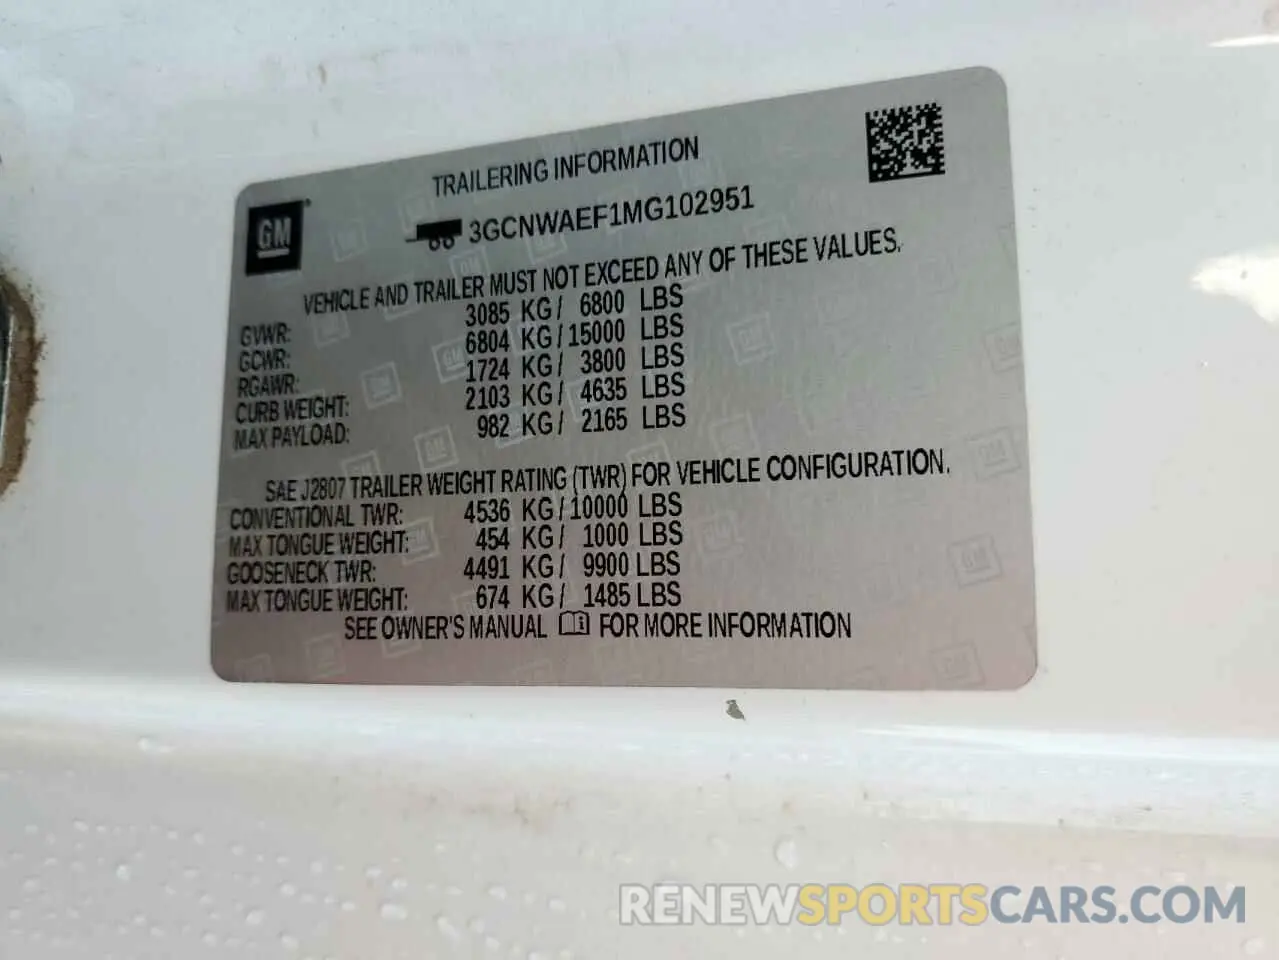 TRAILERING INFORMATION
GM®
3GCNWAEF1MG102951
VEHICLE AND TRAILER MUST NOT EXCEED ANY OF THESE VALUES.
GVWR: 3085 KG/ 6800 LBS
GCWR: 6804 KG/15000 LBS
RGAWR: 1724 KG/ 3800 LBS
CURB WEIGHT: 2103 KG/ 4635 LBS
MAX PAYLOAD: 982 KG/ 2165 LBS
SAE J2807 TRAILER WEIGHT RATING (TWR) FOR VEHICLE CONFIGURATION.
CONVENTIONAL TWR: 4536 KG/10000 LBS
MAX TONGUE WEIGHT: 454 KG/ 1000 LBS
GOOSENECK TWR: 4491 KG/ 9900 LBS
MAX TONGUE WEIGHT: 674 KG/ 1485 LBS
SEE OWNER'S MANUAL FOR MORE INFORMATION
RENEWSPORTSCARS.COM